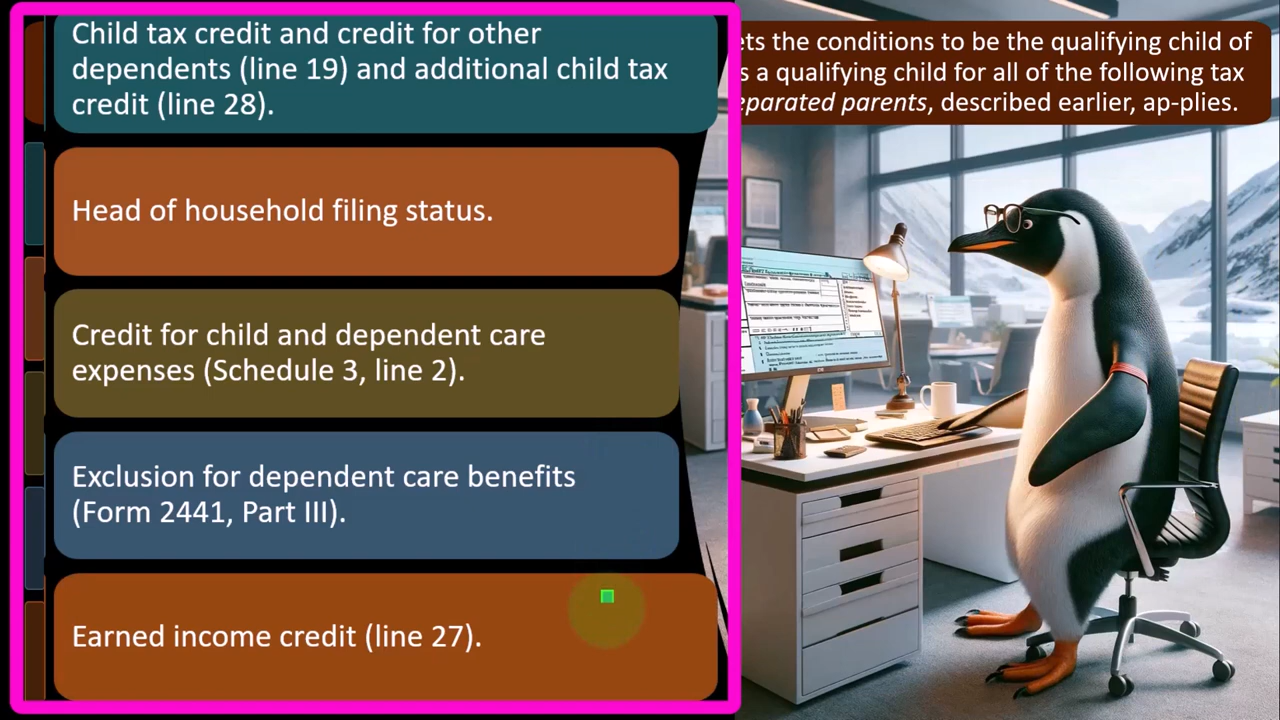 Child tax credit and credit for other
dependents (line 19) and additional child tax
credit (line 28).
Head of household filing status.
Credit for child and dependent care
expenses (Schedule 3, line 2).
Exclusion for dependent care benefits
(Form 2441, Part III).
Earned income credit (line 27).
ets the conditions to be the qualifying child of
s a qualifying child for all of the following tax
eparated parents, described earlier, ap-plies.